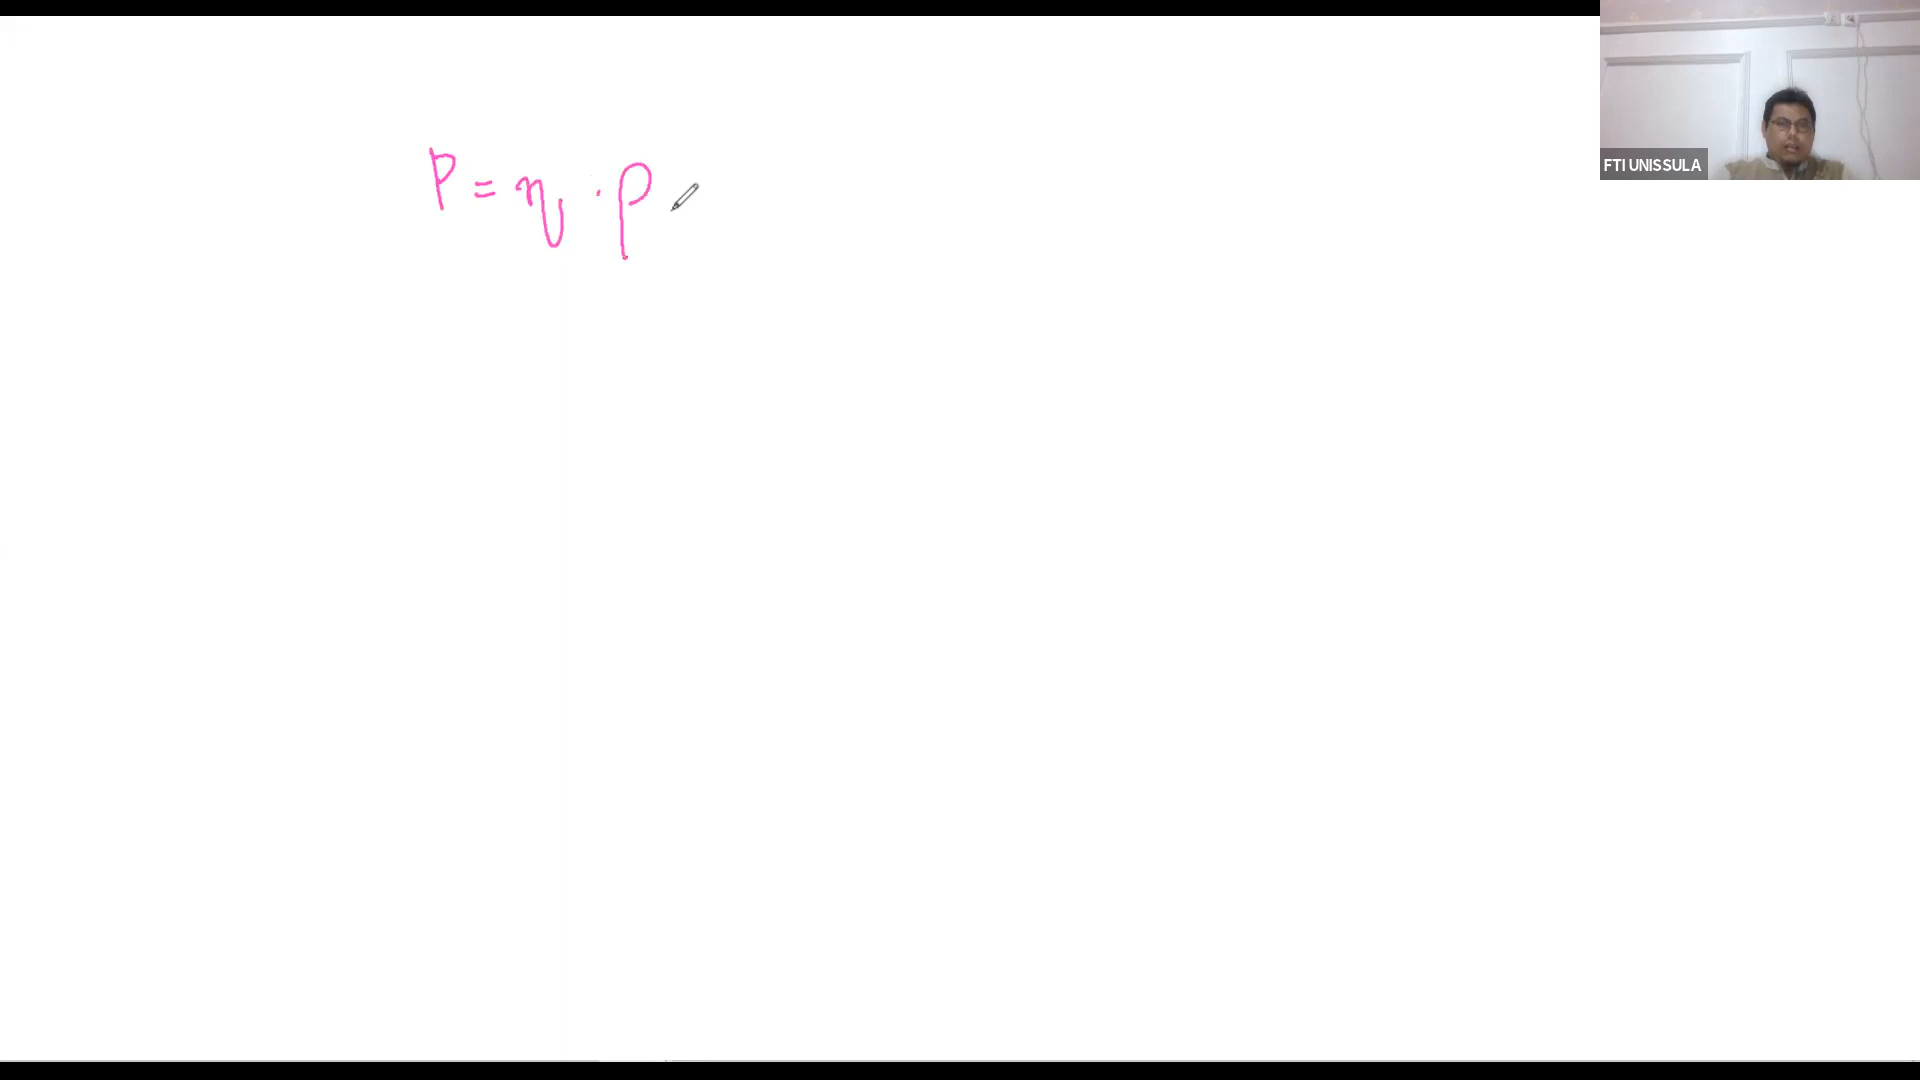 P = η · ρ
FTI UNISSULA